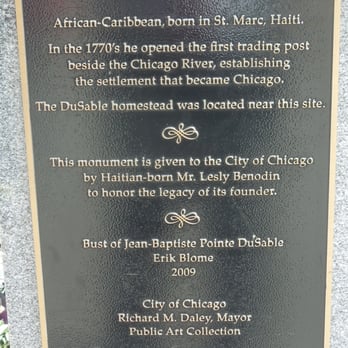 African-Caribbean, born in St. Marc, Haiti.
In the 1770's he opened the first trading post
beside the Chicago River, establishing
the settlement that became Chicago.
The DuSable homestead was located near this site.
This monument is given to the City of Chicago
by Haitian-born Mr. Lesly Benodin
to honor the legacy of its founder.
Bust of Jean-Baptiste Pointe DuSable
Erik Blome
2009
City of Chicago
Richard M. Daley, Mayor
Public Art Collection